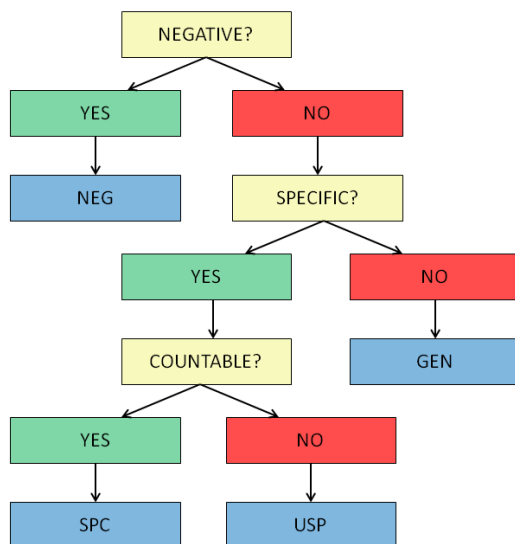 NEGATIVE?
YES
NO
NEG
SPECIFIC?
YES
NO
COUNTABLE?
GEN
YES
NO
SPC
USP